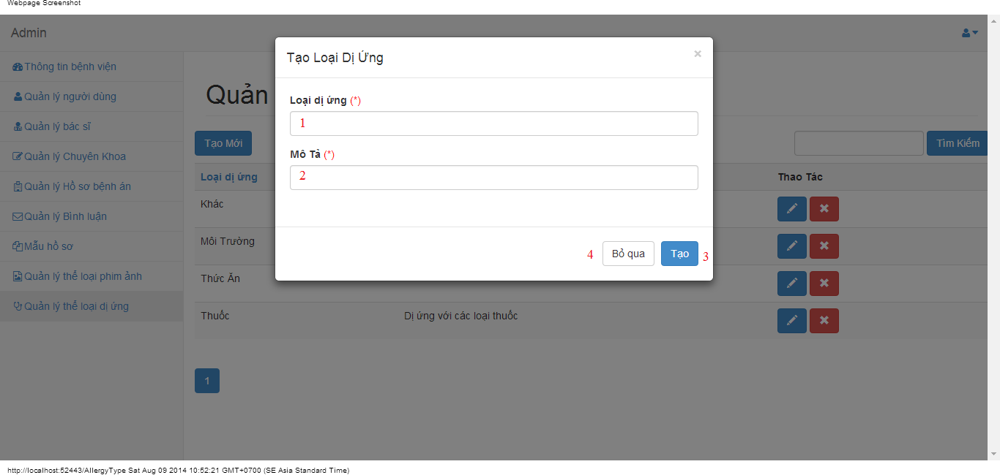 Webpage Screenshot
Admin
Thông tin bệnh viện
Quản lý người dùng
Quản lý bác sĩ
Quản lý Chuyên Khoa
Quản lý Hồ sơ bệnh án
Quản lý Bình luận
Mẫu hồ sơ
Quản lý thể loại phim ảnh
Quản lý thể loại dị ứng
Quản
Tạo Mới
Tìm Kiếm
Loại dị ứng
Thao Tác
Khác
Môi Trường
Thức Ăn
Thuốc
Dị ứng với các loại thuốc
1
Tạo Loại Dị Ứng
×
Loại dị ứng (*)
1
Mô Tả (*)
2
4
Bỏ qua
Tạo
3
http://localhost:52443/AllergyType Sat Aug 09 2014 10:52:21 GMT+0700 (SE Asia Standard Time)